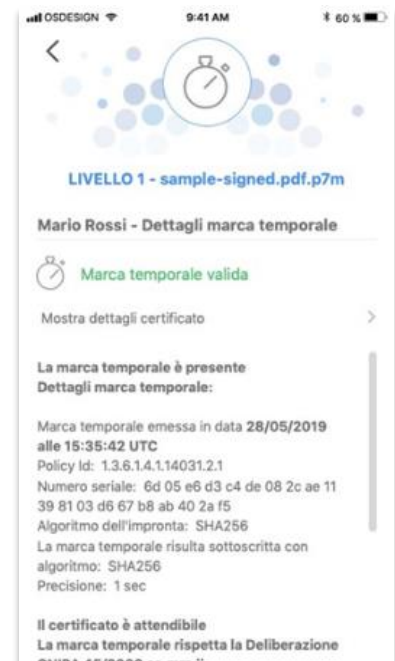 OSDESIGN 9:41 AM 60 %
LIVELLO 1 - sample-signed.pdf.p7m
Mario Rossi - Dettagli marca temporale
Marca temporale valida
Mostra dettagli certificato
La marca temporale è presente
Dettagli marca temporale:
Marca temporale emessa in data 28/05/2019
alle 15:35:42 UTC
Policy Id: 1.3.6.1.4.1.14031.2.1
Numero seriale: 6d 05 e6 d3 c4 de 08 2c ae 11
39 81 03 d6 67 b8 ab 40 2a f5
Algoritmo dell'impronta: SHA256
La marca temporale risulta sottoscritta con
algoritmo: SHA256
Precisione: 1 sec
Il certificato è attendibile
La marca temporale rispetta la Deliberazione